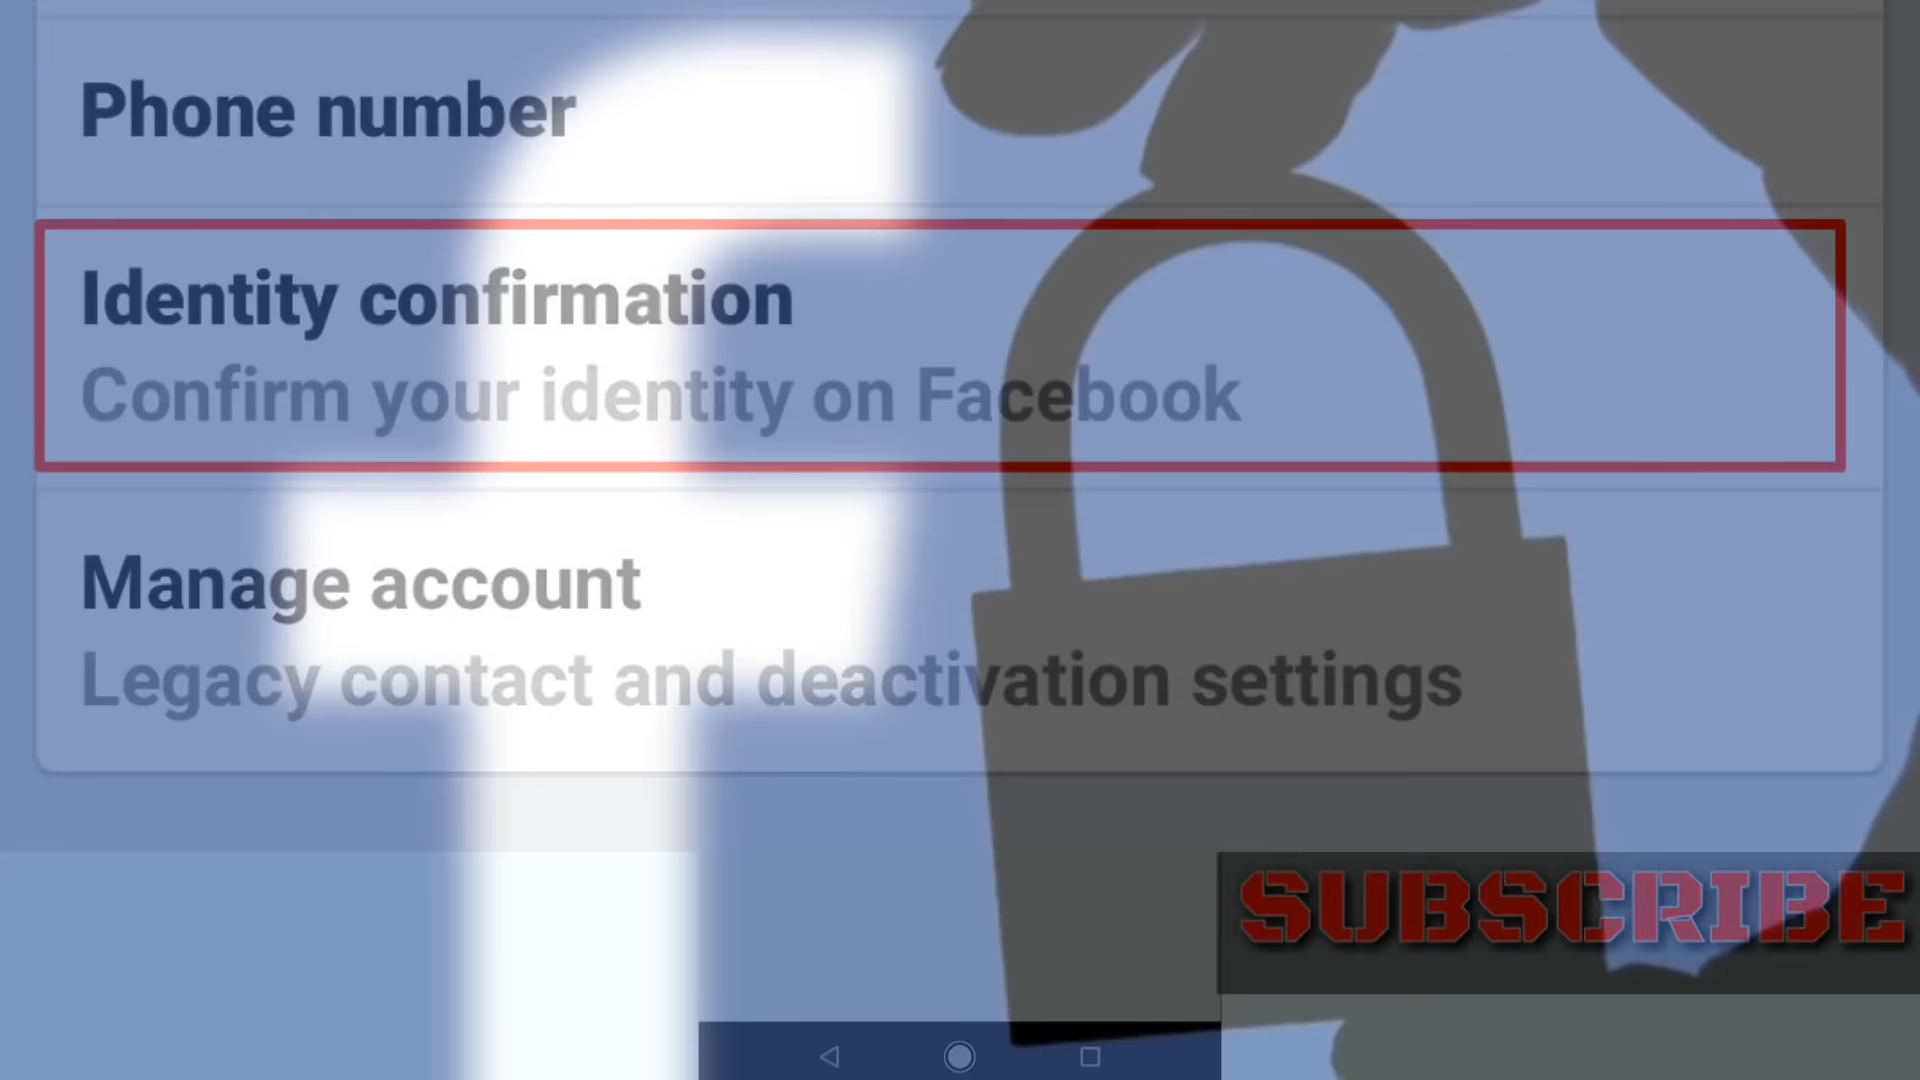 Phone number
Identity confirmation
Confirm your identity on Facebook
Manage account
Legacy contact and deactivation settings
SUBSCRIBE